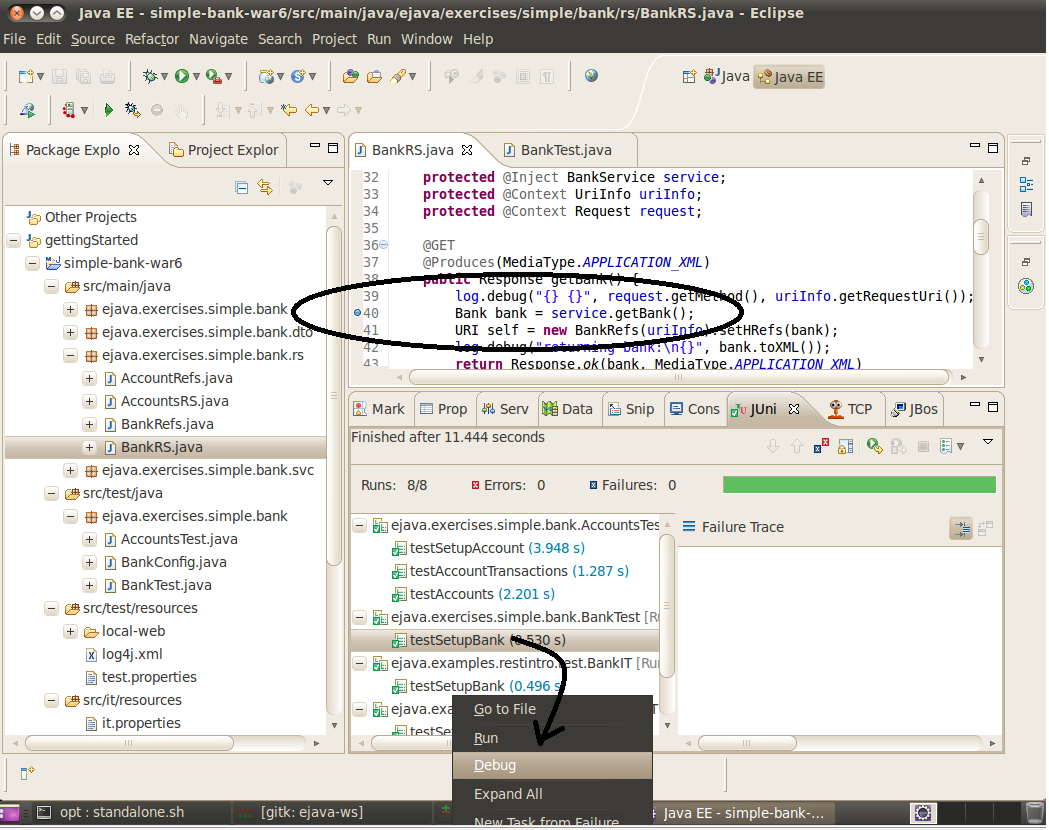 Java EE - simple-bank-war6/src/main/java/ejava/exercises/simple/bank/rs/BankRS.java - Eclipse
File Edit Source Refactor Navigate Search Project Run Window Help
Java Java EE
Package Explo Project Explor
Other Projects
gettingStarted
simple-bank-war6
src/main/java
ejava.exercises.simple.bank
ejava.exercises.simple.bank.dto
ejava.exercises.simple.bank.rs
AccountRefs.java
AccountsRS.java
BankRefs.java
BankRS.java
ejava.exercises.simple.bank.svc
src/test/java
ejava.exercises.simple.bank
AccountsTest.java
BankConfig.java
BankTest.java
src/test/resources
local-web
log4j.xml
test.properties
src/it/resources
it.properties
BankRS.java BankTest.java
32 protected @Inject BankService service;
33 protected @Context UriInfo uriInfo;
34 protected @Context Request request;
35
36 @GET
37 @Produces(MediaType.APPLICATION_XML)
38 public Response getBank() {
39 log.debug("{} {}", request.getMethod(), uriInfo.getRequestUri());
40 Bank bank = service.getBank();
41 URI self = new BankRefs(uriInfo).setHRefs(bank);
42 log.debug("returning bank:\n{}", bank.toXML());
43 return Response.ok(bank, MediaType.APPLICATION_XML)
Mark Prop Serv Data Snip Cons JUni TCP JBos
Finished after 11.444 seconds
Runs: 8/8 Errors: 0 Failures: 0
ejava.exercises.simple.bank.AccountsTes
testSetupAccount (3.948 s)
testAccountTransactions (1.287 s)
testAccounts (2.201 s)
ejava.exercises.simple.bank.BankTest [Ru
testSetupBank (0.530 s)
ejava.examples.restintro.rest.BankIT [Run
testSetupBank (0.496 s
ejava.exa T
testSe
Failure Trace
Go to File
Run
Debug
Expand All
New Task from Failure
opt : standalone.sh [gitk: ejava-ws] Java EE - simple-ban-...